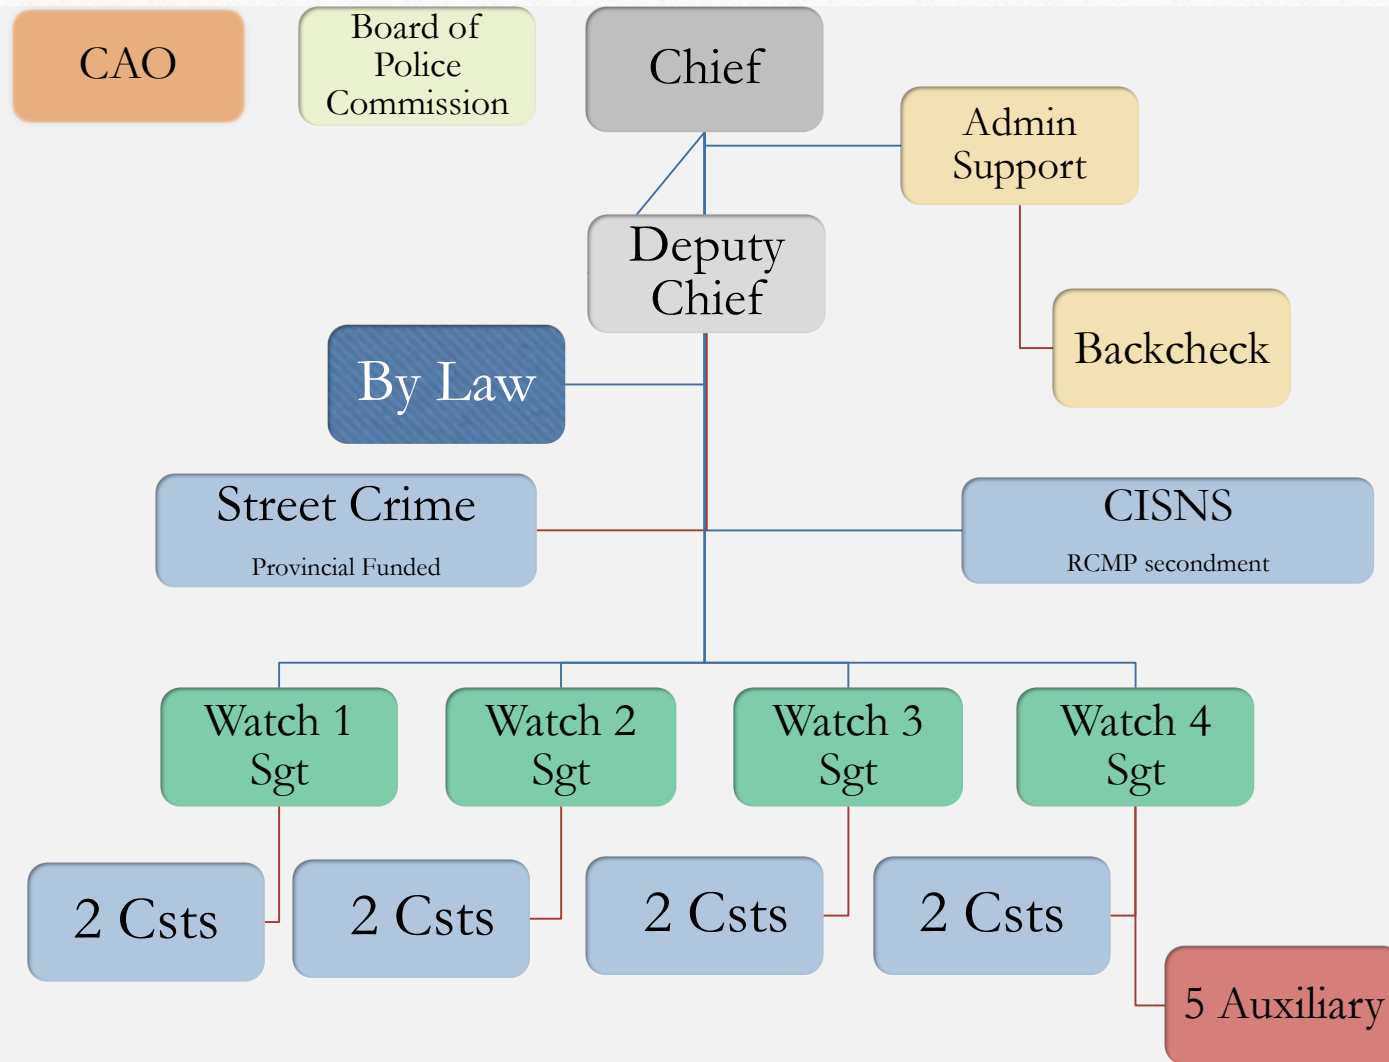 CAO
Board of
Police
Commission
Chief
Admin
Support
Deputy
Chief
Backcheck
By Law
Street Crime
Provincial Funded
CISNS
RCMP secondment
Watch 1
Sgt
Watch 2
Sgt
Watch 3
Sgt
Watch 4
Sgt
2 Csts
2 Csts
2 Csts
2 Csts
5 Auxiliary